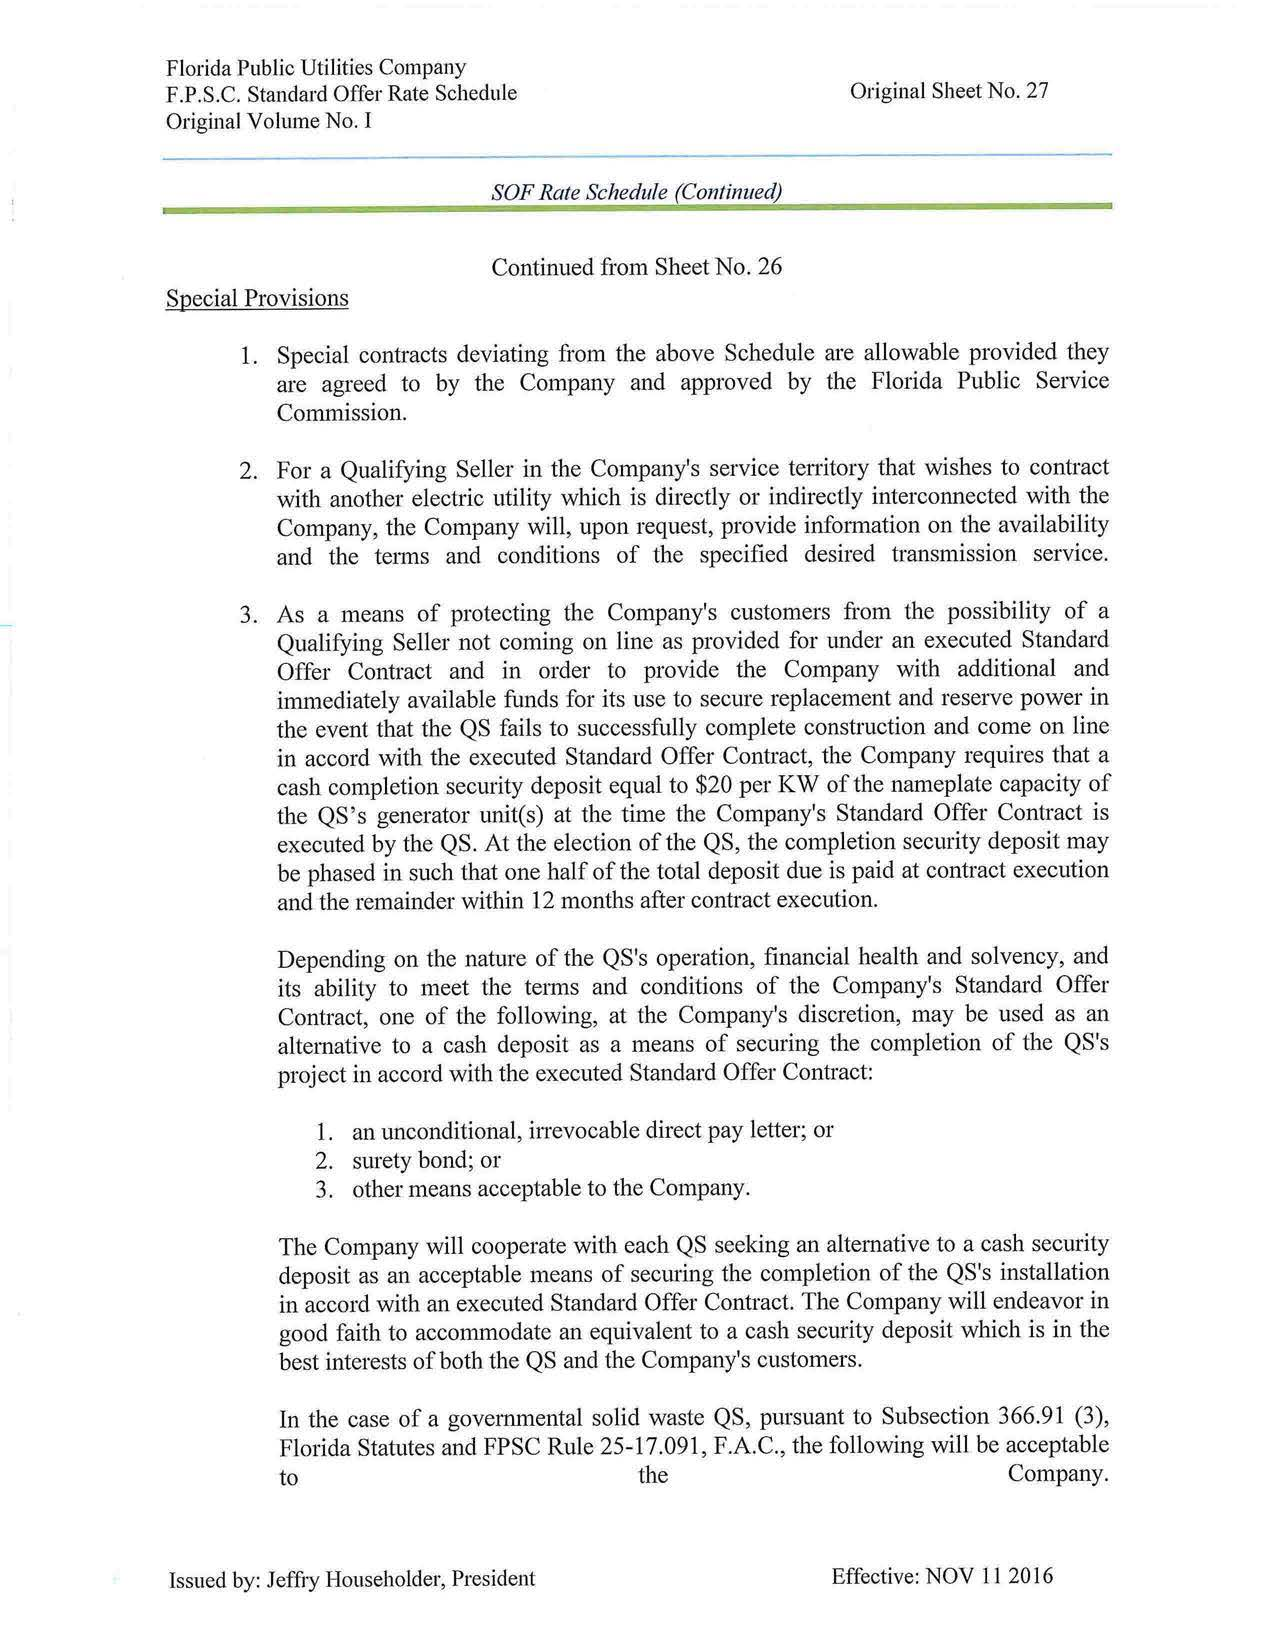 Florida Public Utilities Company
F.P.S.C. Standard Offer Rate Schedule
Original Sheet No. 27
Original Volume No. I
SOF Rate Schedule (Continued)
Continued from Sheet No. 26
Special Provisions
1. Special contracts deviating from the above Schedule are allowable provided they
are agreed to by the Company and approved by the Florida Public Service
Commission.
2. For a Qualifying Seller in the Company's service territory that wishes to contract
with another electric utility which is directly or indirectly interconnected with the
Company, the Company will, upon request, provide information on the availability
and the terms and conditions of the specified desired transmission service.
3. As a means of protecting the Company's customers from the possibility of a
Qualifying Seller not coming on line as provided for under an executed Standard
Offer Contract and in order to provide the Company with additional and
immediately available funds for its use to secure replacement and reserve power in
the event that the QS fails to successfully complete construction and come on line
in accord with the executed Standard Offer Contract, the Company requires that a
cash completion security deposit equal to $20 per KW of the nameplate capacity of
the QS's generator unit(s) at the time the Company's Standard Offer Contract is
executed by the QS. At the election of the QS, the completion security deposit may
be phased in such that one half of the total deposit due is paid at contract execution
and the remainder within 12 months after contract execution.
Depending on the nature of the QS's operation, financial health and solvency, and
its ability to meet the terms and conditions of the Company's Standard Offer
Contract, one of the following, at the Company's discretion, may be used as an
alternative to a cash deposit as a means of securing the completion of the QS's
project in accord with the executed Standard Offer Contract:
1. an unconditional, irrevocable direct pay letter; or
2. surety bond; or
3. other means acceptable to the Company.
The Company will cooperate with each QS seeking an alternative to a cash security
deposit as an acceptable means of securing the completion of the QS's installation
in accord with an executed Standard Offer Contract. The Company will endeavor in
good faith to accommodate an equivalent to a cash security deposit which is in the
best interests of both the QS and the Company's customers.
In the case of a governmental solid waste QS, pursuant to Subsection 366.91 (3),
Florida Statutes and FPSC Rule 25-17.091, F.A.C., the following will be acceptable
to the Company.
Issued by: Jeffry Householder, President
Effective: NOV 11 2016